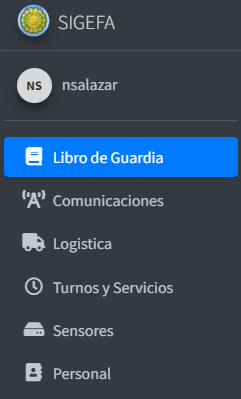 SIGEFA
NS nsalazar
Libro de Guardia
Comunicaciones
Logistica
Turnos y Servicios
Sensores
Personal